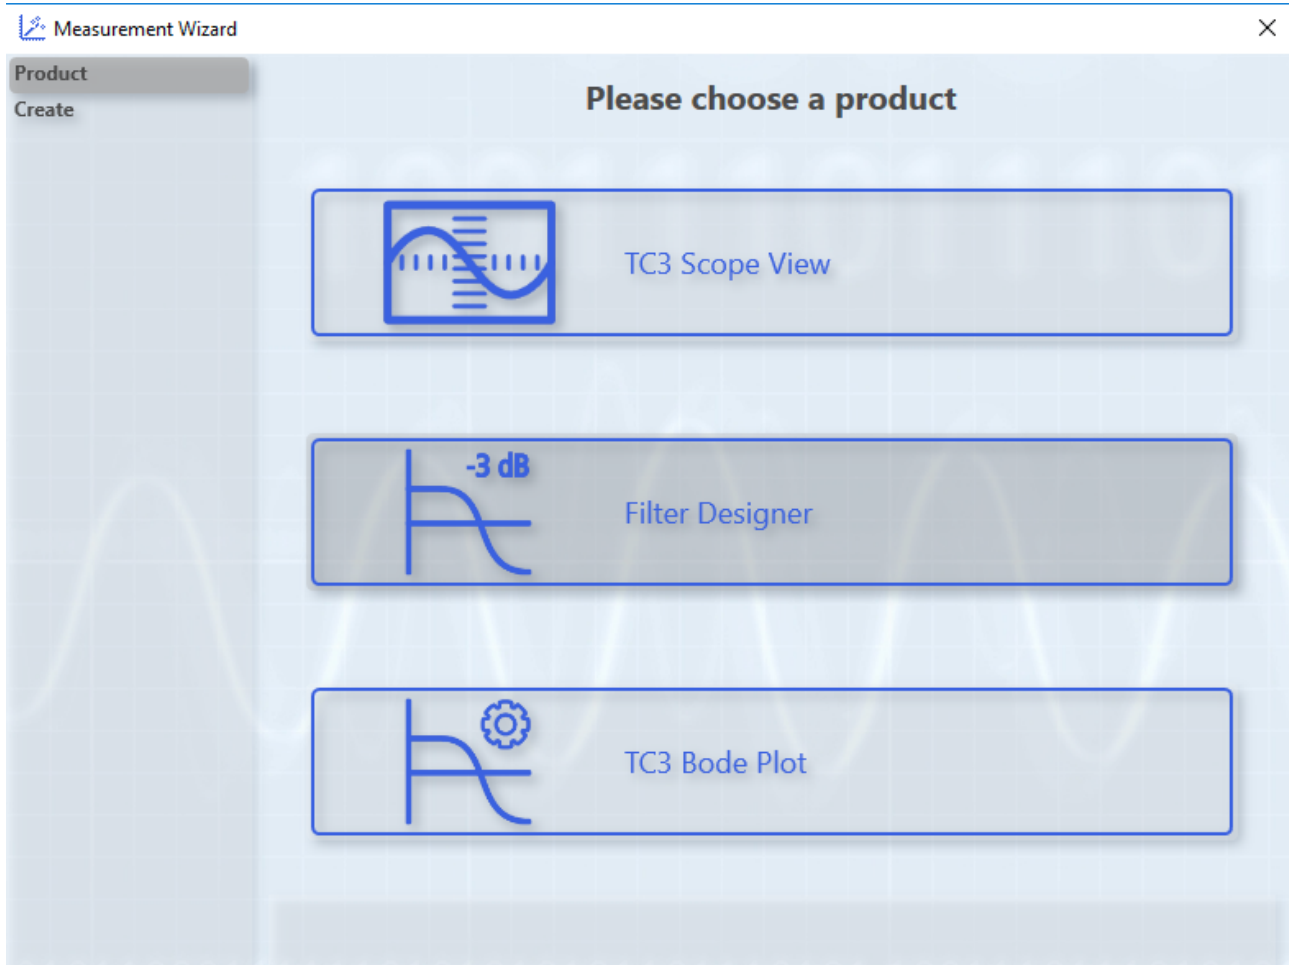 Measurement Wizard
Product
Create
Please choose a product
TC3 Scope View
-3 dB
Filter Designer
TC3 Bode Plot